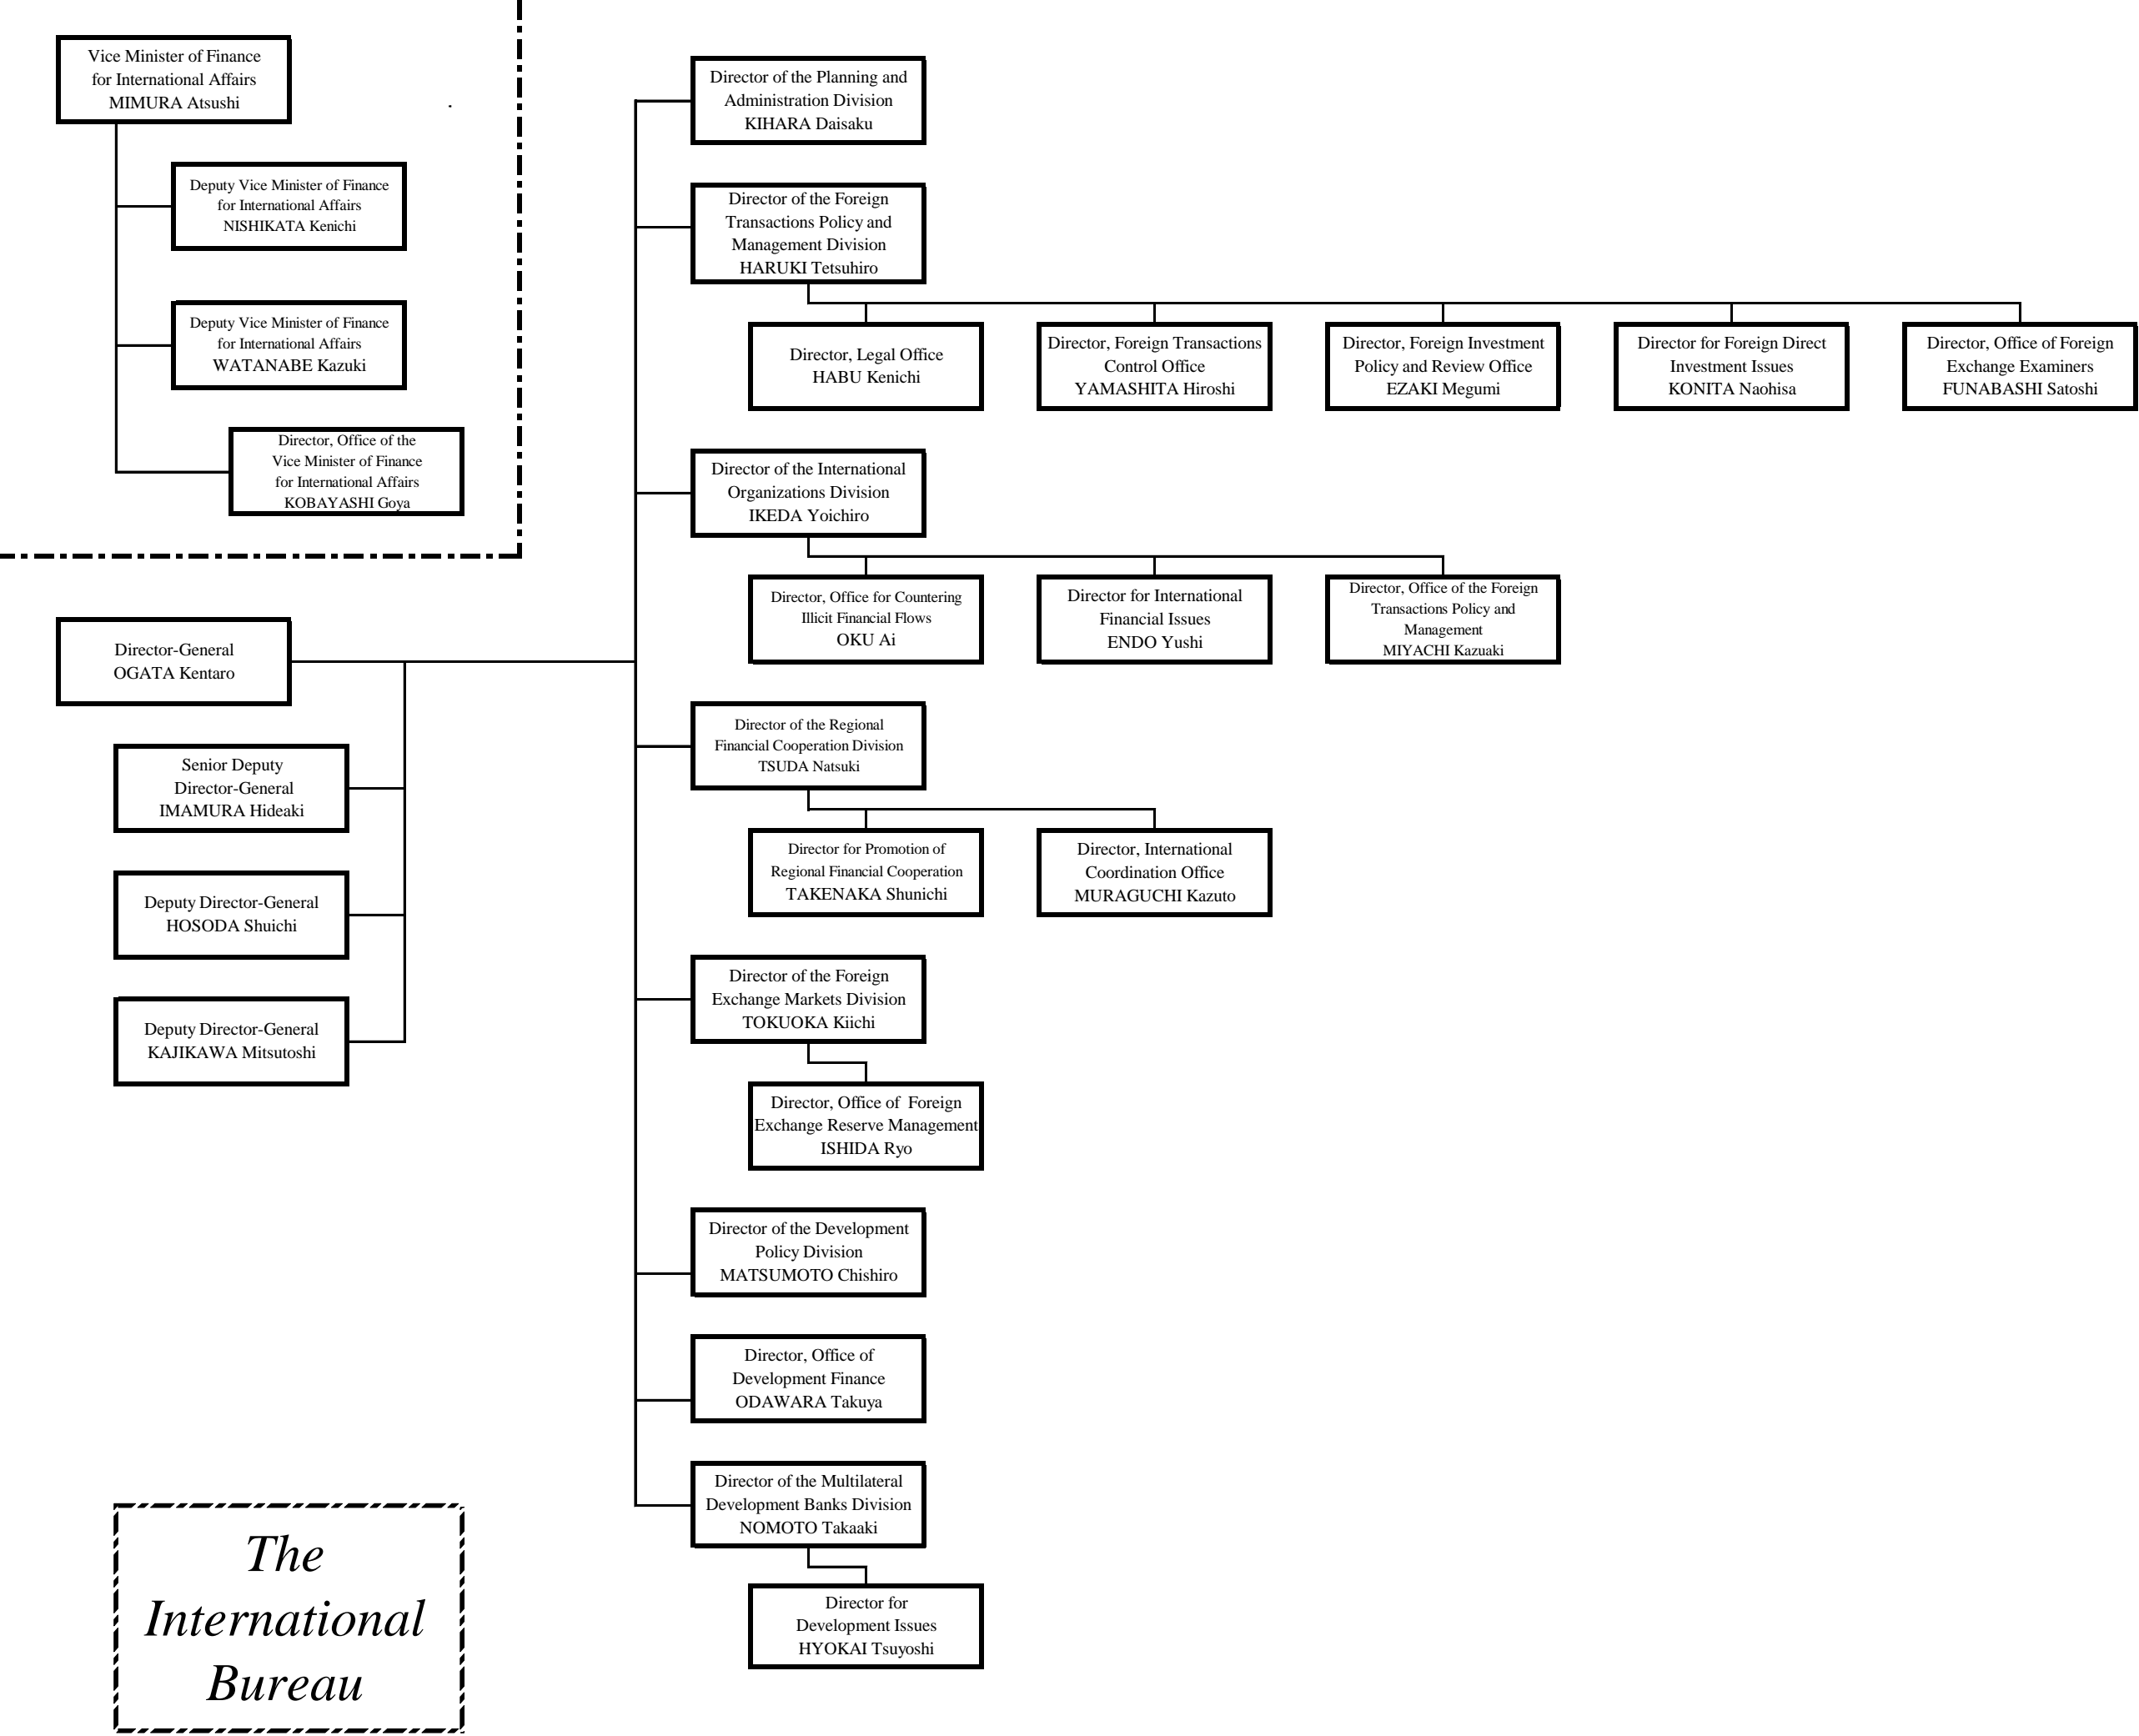 Vice Minister of Finance
for International Affairs
MIMURA Atsushi
.
Deputy Vice Minister of Finance
for International Affairs
NISHIKATA Kenichi
Deputy Vice Minister of Finance
for International Affairs
WATANABE Kazuki
Director, Office of the
Vice Minister of Finance
for International Affairs
KOBAYASHI Goya
Director-General
OGATA Kentaro
Senior Deputy
Director-General
IMAMURA Hideaki
Deputy Director-General
HOSODA Shuichi
Deputy Director-General
KAJIKAWA Mitsutoshi
Director of the Planning and
Administration Division
KIHARA Daisaku
Director of the Foreign
Transactions Policy and
Management Division
HARUKI Tetsuhiro
Director, Legal Office
HABU Kenichi
Director, Foreign Transactions
Control Office
YAMASHITA Hiroshi
Director, Foreign Investment
Policy and Review Office
EZAKI Megumi
Director for Foreign Direct
Investment Issues
KONITA Naohisa
Director, Office of Foreign
Exchange Examiners
FUNABASHI Satoshi
Director of the International
Organizations Division
IKEDA Yoichiro
Director, Office for Countering
Illicit Financial Flows
OKU Ai
Director for International
Financial Issues
ENDO Yushi
Director, Office of the Foreign
Transactions Policy and
Management
MIYACHI Kazuaki
Director of the Regional
Financial Cooperation Division
TSUDA Natsuki
Director for Promotion of
Regional Financial Cooperation
TAKENAKA Shunichi
Director, International
Coordination Office
MURAGUCHI Kazuto
Director of the Foreign
Exchange Markets Division
TOKUOKA Kiichi
Director, Office of  Foreign
Exchange Reserve Management
ISHIDA Ryo
Director of the Development
Policy Division
MATSUMOTO Chishiro
Director, Office of
Development Finance
ODAWARA Takuya
Director of the Multilateral
Development Banks Division
NOMOTO Takaaki
Director for
Development Issues
HYOKAI Tsuyoshi
The
International
Bureau